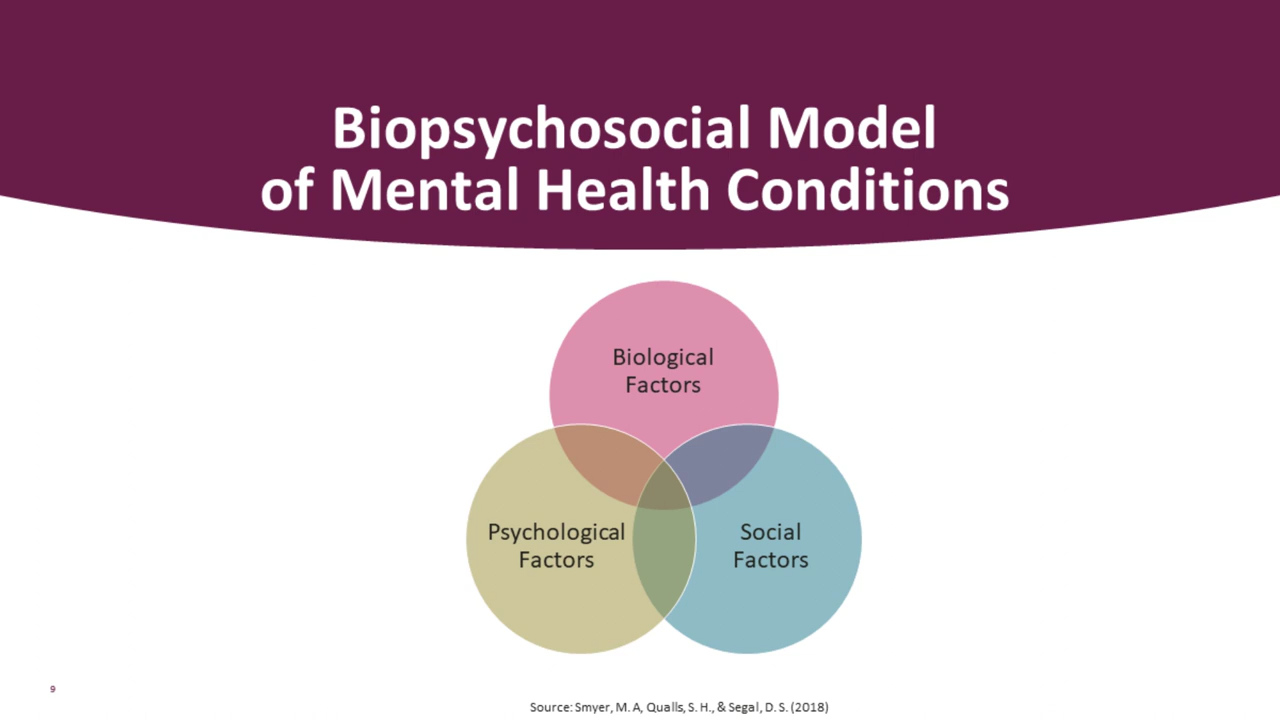 Biopsychosocial Model
of Mental Health Conditions
Biological
Factors
Psychological
Factors
Social
Factors
9
Source: Smyer, M. A, Qualls, S. H., & Segal, D. S. (2018)